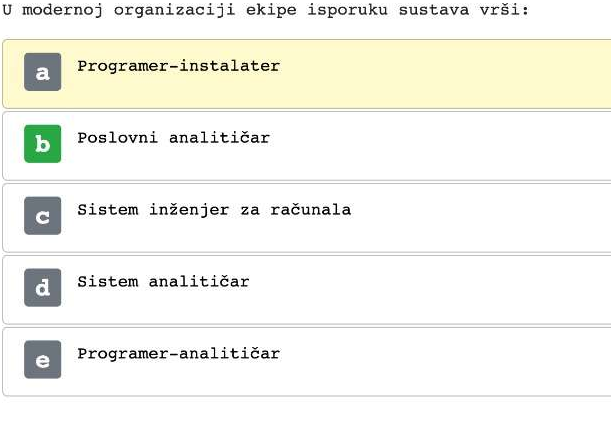 U modernoj organizaciji ekipe isporuku sustava vrši:
a Programer-instalater
b Poslovni analitičar
c Sistem inženjer za računala
d Sistem analitičar
e Programer-analitičar